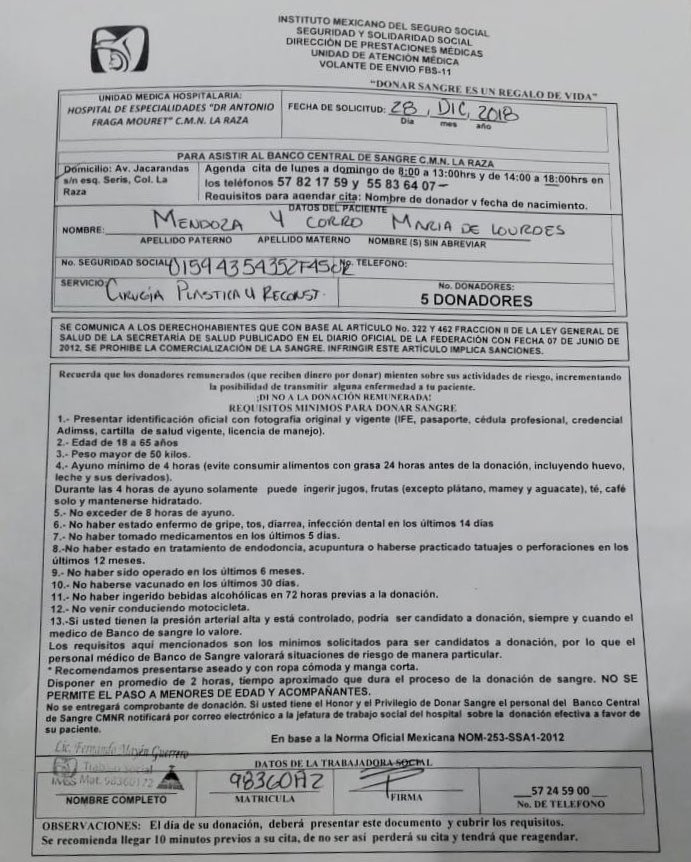 INSTITUTO MEXICANO DEL SEGURO SOCIAL
SEGURIDAD Y SOLIDARIDAD SOCIAL
DIRECCIÓN DE PRESTACIONES MÉDICAS
UNIDAD DE ATENCIÓN MÉDICA
VOLANTE DE ENVIO FBS-11
"DONAR SANGRE ES UN REGALO DE VIDA"
UNIDAD MEDICA HOSPITALARIA:
HOSPITAL DE ESPECIALIDADES "DR ANTONIO
FRAGA MOURET" C.M.N. LA RAZA
FECHA DE SOLICITUD: 28, DIC, 2018
Día mes año
PARA ASISTIR AL BANCO CENTRAL DE SANGRE C.M.N. LA RAZA
Domicilio: Av. Jacarandas
s/n esq. Seris, Col. La
Raza
Agenda cita de lunes a domingo de 8:00 a 13:00hrs y de 14:00 a 18:00hrs en
los teléfonos 57 82 17 59 y 55 83 64 07-
Requisitos para agendar cita: Nombre de donador y fecha de nacimiento.
DATOS DEL PACIENTE
NOMBRE: MENDOZA Y CORRO MARIA DE LOURDES
APELLIDO PATERNO APELLIDO MATERNO NOMBRE (S) SIN ABREVIAR
No. SEGURIDAD SOCIAL No. TELEFONO:
SERVICIO: CIRUGÍA PLASTICA Y RECONST.
No. DONADORES:
5 DONADORES
SE COMUNICA A LOS DERECHOHABIENTES QUE CON BASE AL ARTÍCULO No. 322 Y 462 FRACCION II DE LA LEY GENERAL DE
SALUD DE LA SECRETARÍA DE SALUD PUBLICADO EN EL DIARIO OFICIAL DE LA FEDERACIÓN CON FECHA 07 DE JUNIO DE
2012, SE PROHIBE LA COMERCIALIZACIÓN DE LA SANGRE. INFRINGIR ESTE ARTÍCULO IMPLICA SANCIONES.
Recuerda que los donadores remunerados (que reciben dinero por donar) mienten sobre sus actividades de riesgo, incrementando
la posibilidad de transmitir alguna enfermedad a tu paciente.
¡DI NO A LA DONACIÓN REMUNERADA!
REQUISITOS MINIMOS PARA DONAR SANGRE
1.- Presentar identificación oficial con fotografía original y vigente (IFE, pasaporte, cédula profesional, credencial
Adimss, cartilla de salud vigente, licencia de manejo).
2.- Edad de 18 a 65 años
3.- Peso mayor de 50 kilos.
4.- Ayuno mínimo de 4 horas (evite consumir alimentos con grasa 24 horas antes de la donación, incluyendo huevo,
leche y sus derivados).
Durante las 4 horas de ayuno solamente puede ingerir jugos, frutas (excepto plátano, mamey y aguacate), té, café
solo y mantenerse hidratado.
5.- No exceder de 8 horas de ayuno.
6.- No haber estado enfermo de gripe, tos, diarrea, infección dental en los últimos 14 días
7.- No haber tomado medicamentos en los últimos 5 días.
8.-No haber estado en tratamiento de endodoncia, acupuntura o haberse practicado tatuajes o perforaciones en los
últimos 12 meses.
9.- No haber sido operado en los últimos 6 meses.
10.- No haberse vacunado en los últimos 30 días.
11.- No haber ingerido bebidas alcohólicas en 72 horas previas a la donación.
12.- No venir conduciendo motocicleta.
13.-Si usted tiene la presión arterial alta y está controlado, podría ser candidato a donación, siempre y cuando el
medico de Banco de sangre lo valore.
Los requisitos aquí mencionados son los mínimos solicitados para ser candidatos a donación, por lo que el
personal médico de Banco de Sangre valorará situaciones de riesgo de manera particular.
* Recomendamos presentarse aseado y con ropa cómoda y manga corta.
Disponer en promedio de 2 horas, tiempo aproximado que dura el proceso de la donación de sangre. NO SE
PERMITE EL PASO A MENORES DE EDAD Y ACOMPAÑANTES.
No se entregará comprobante de donación. Si usted tiene el Honor y el Privilegio de Donar Sangre el personal del Banco Central
de Sangre CMNR notificará por correo electrónico a la jefatura de trabajo social del hospital sobre la donación efectiva a favor de
su paciente.
En base a la Norma Oficial Mexicana NOM-253-SSA1-2012
Lic. Fernando Mayén Guerrero
Trabajo Social
IMSS Mat. 98360172
DATOS DE LA TRABAJADORA SOCIAL
NOMBRE COMPLETO
MATRICULA
FIRMA
57 24 59 00
No. DE TELEFONO
OBSERVACIONES: El día de su donación, deberá presentar este documento y cubrir los requisitos.
Se recomienda llegar 10 minutos previos a su cita, de no ser así perderá su cita y tendrá que reagendar.